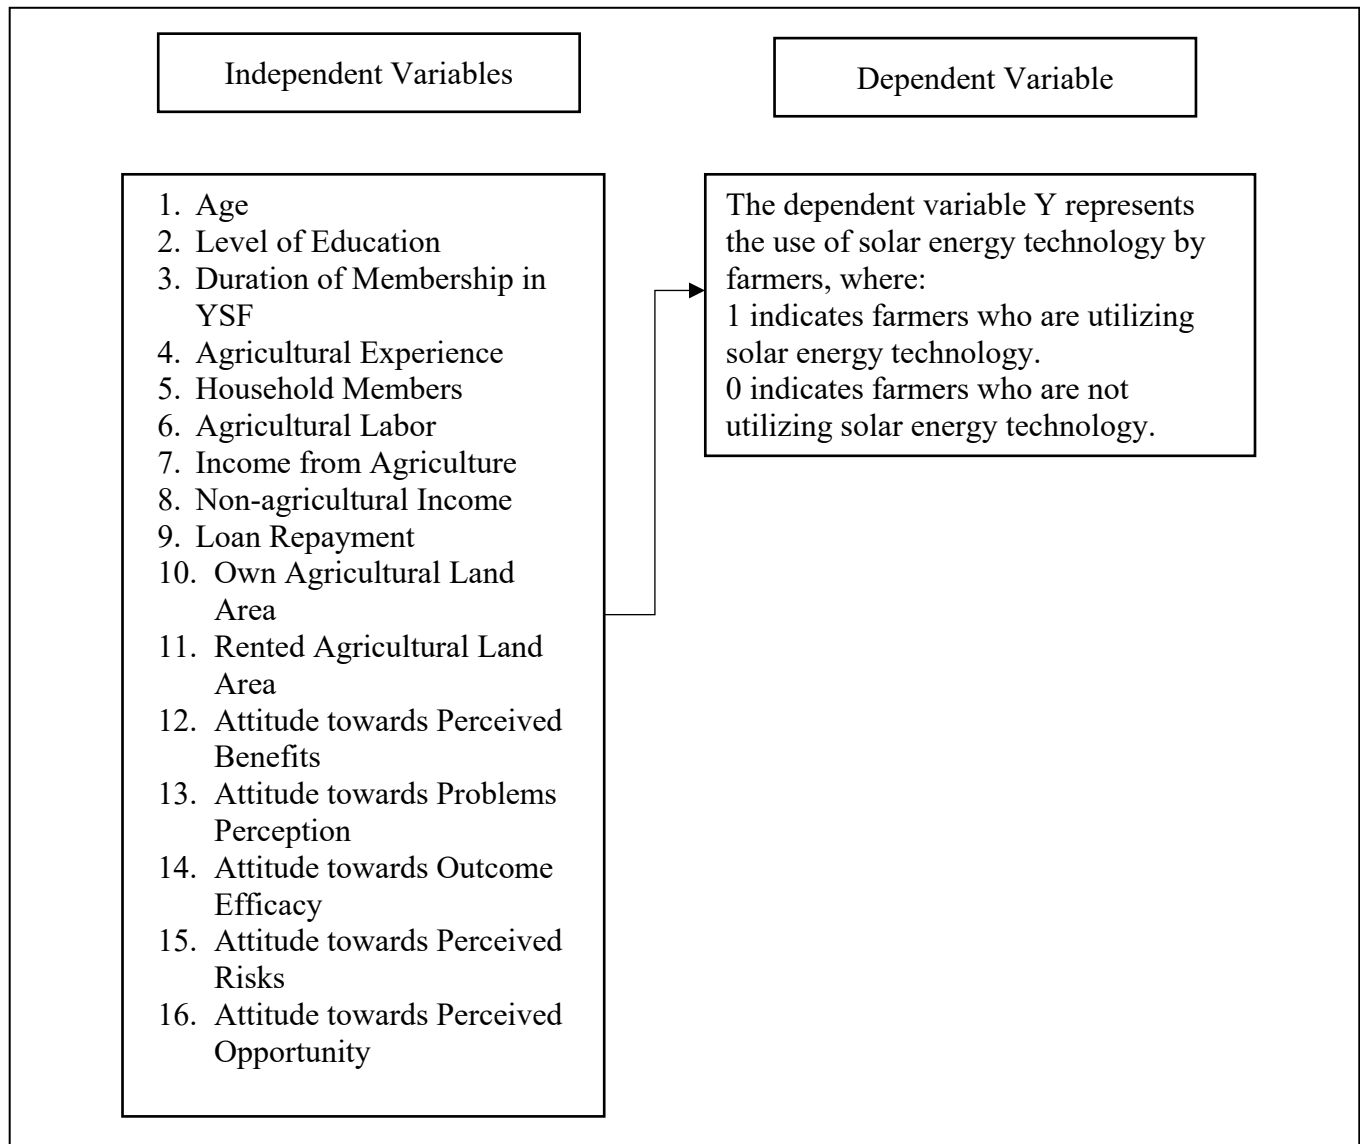 Independent Variables
Dependent Variable
1. Age
2. Level of Education
3. Duration of Membership in
YSF
4. Agricultural Experience
5. Household Members
6. Agricultural Labor
7. Income from Agriculture
8. Non-agricultural Income
9. Loan Repayment
10. Own Agricultural Land
Area
11. Rented Agricultural Land
Area
12. Attitude towards Perceived
Benefits
13. Attitude towards Problems
Perception
14. Attitude towards Outcome
Efficacy
15. Attitude towards Perceived
Risks
16. Attitude towards Perceived
Opportunity
The dependent variable Y represents
the use of solar energy technology by
farmers, where:
1 indicates farmers who are utilizing
solar energy technology.
0 indicates farmers who are not
utilizing solar energy technology.